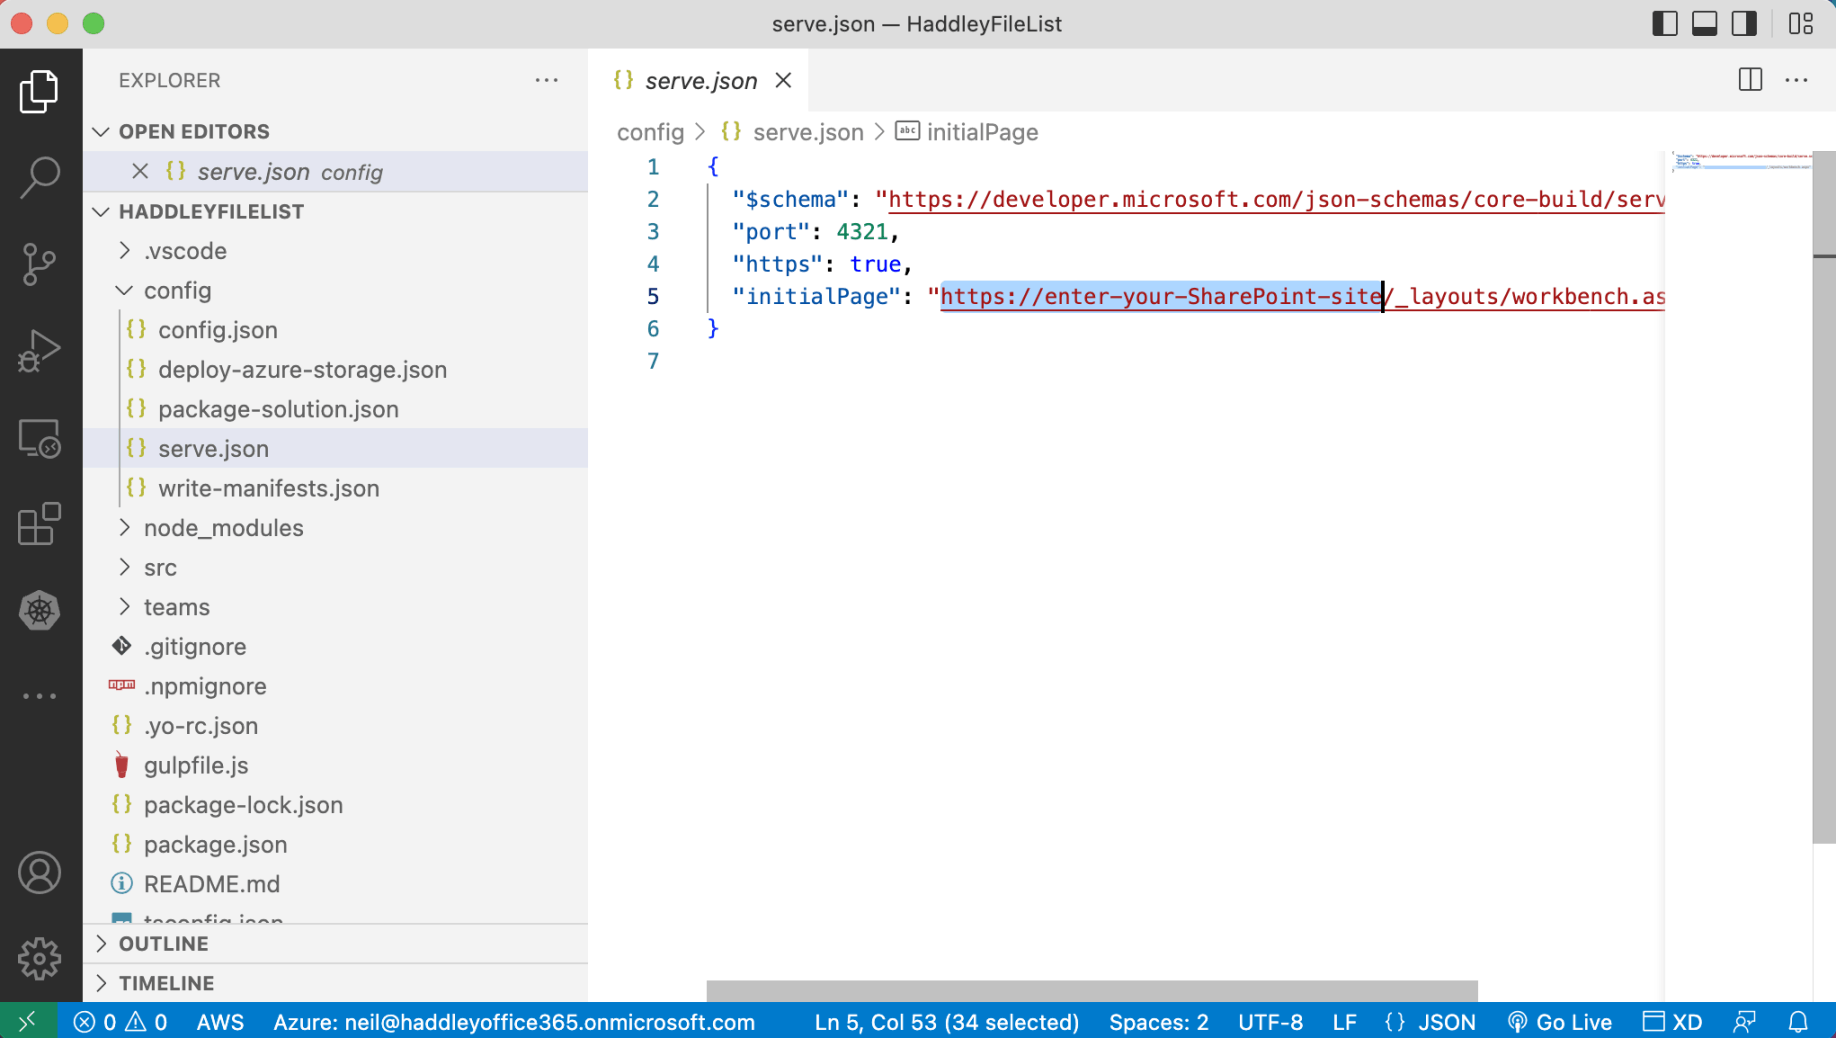 serve.json — HaddleyFileList
EXPLORER
OPEN EDITORS
serve.json config
HADDLEYFILELIST
.vscode
config
config.json
deploy-azure-storage.json
package-solution.json
serve.json
write-manifests.json
node_modules
src
teams
.gitignore
.npmignore
.yo-rc.json
gulpfile.js
package-lock.json
package.json
README.md
tsconfig.json
OUTLINE
TIMELINE
serve.json
config > serve.json > initialPage
1 {
2 "$schema": "https://developer.microsoft.com/json-schemas/core-build/serv
3 "port": 4321,
4 "https": true,
5 "initialPage": "https://enter-your-SharePoint-site/_layouts/workbench.as
6 }
7
0 0 AWS Azure: neil@haddleyoffice365.onmicrosoft.com Ln 5, Col 53 (34 selected) Spaces: 2 UTF-8 LF {} JSON Go Live XD